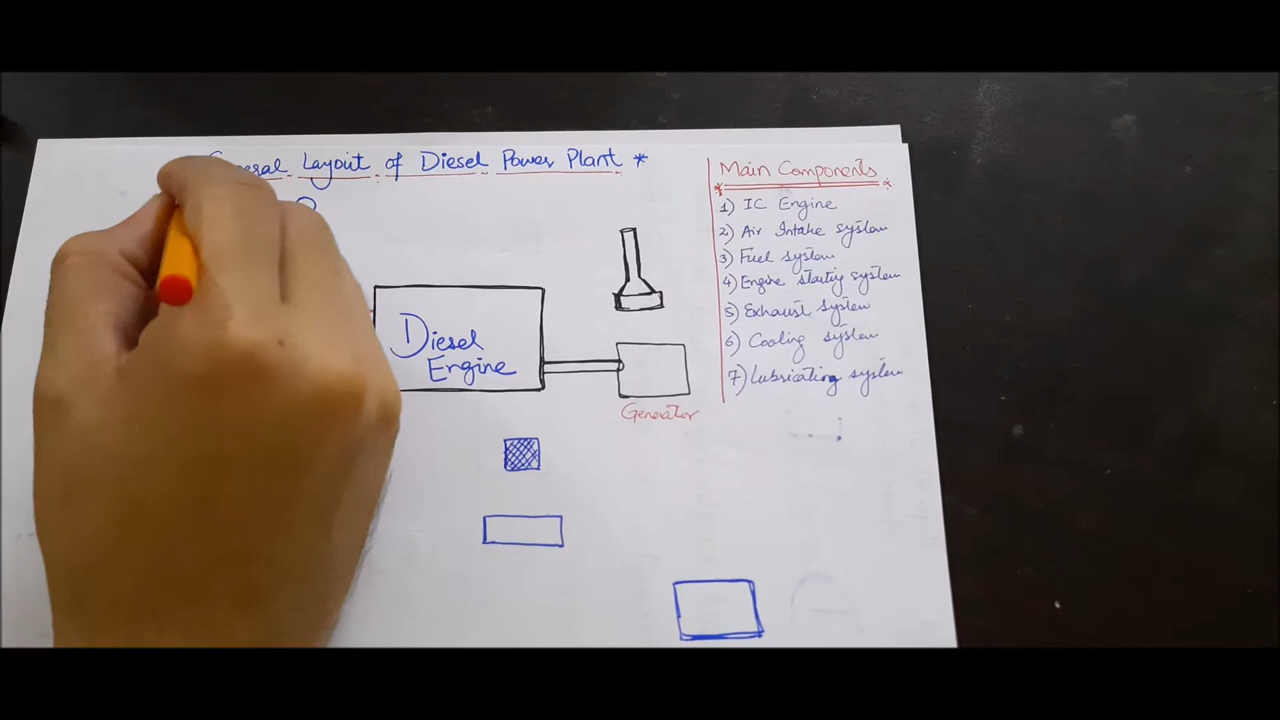 Layout of Diesel Power Plant *
Main Components
1) IC Engine
2) Air Intake system
3) Fuel system
4) Engine starting system
5) Exhaust system
6) Cooling system
7) Lubricating system
Diesel
Engine
Generator